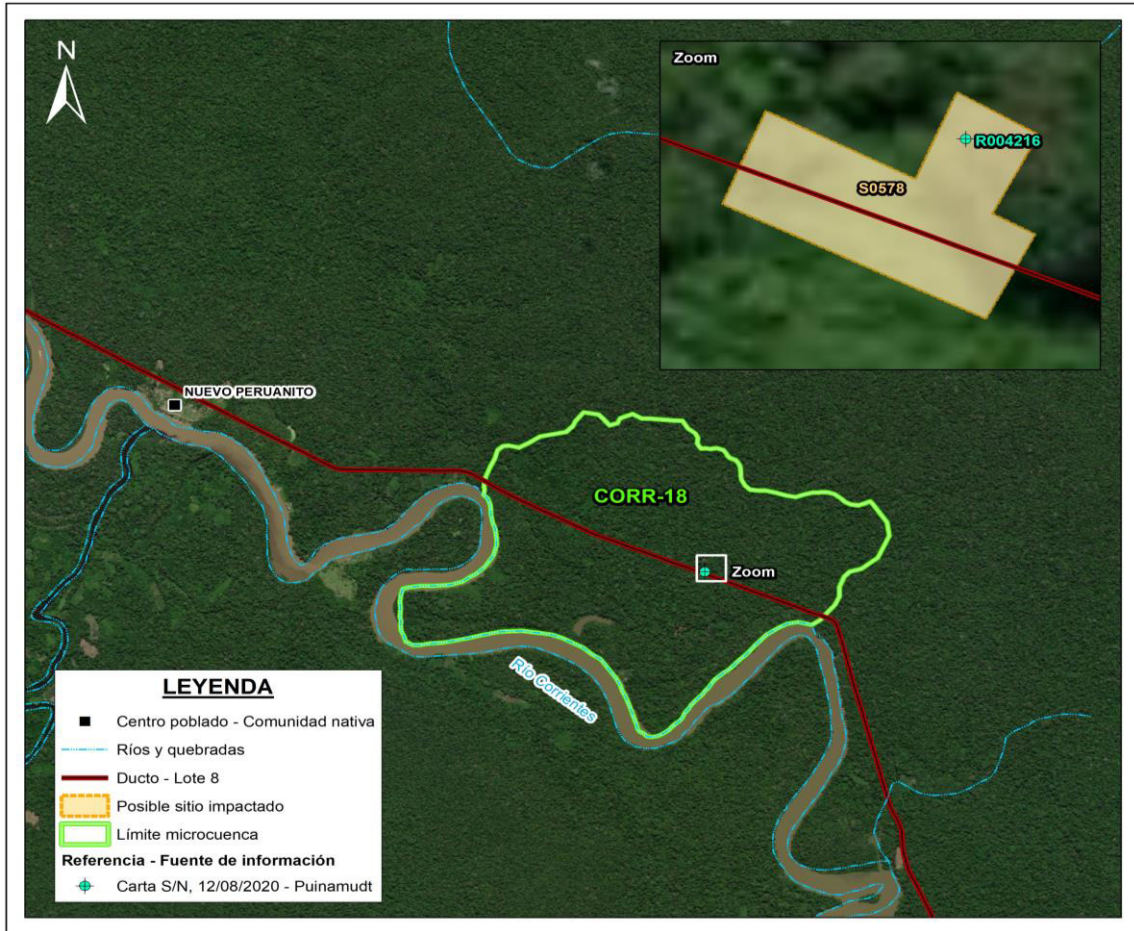 N
Zoom
R004216
S0578
NUEVO PERUANITO
CORR-18
Zoom
Río Corrientes
LEYENDA
Centro poblado - Comunidad nativa
Ríos y quebradas
Ducto - Lote 8
Posible sitio impactado
Límite microcuenca
Referencia - Fuente de información
Carta S/N, 12/08/2020 - Puinamudt